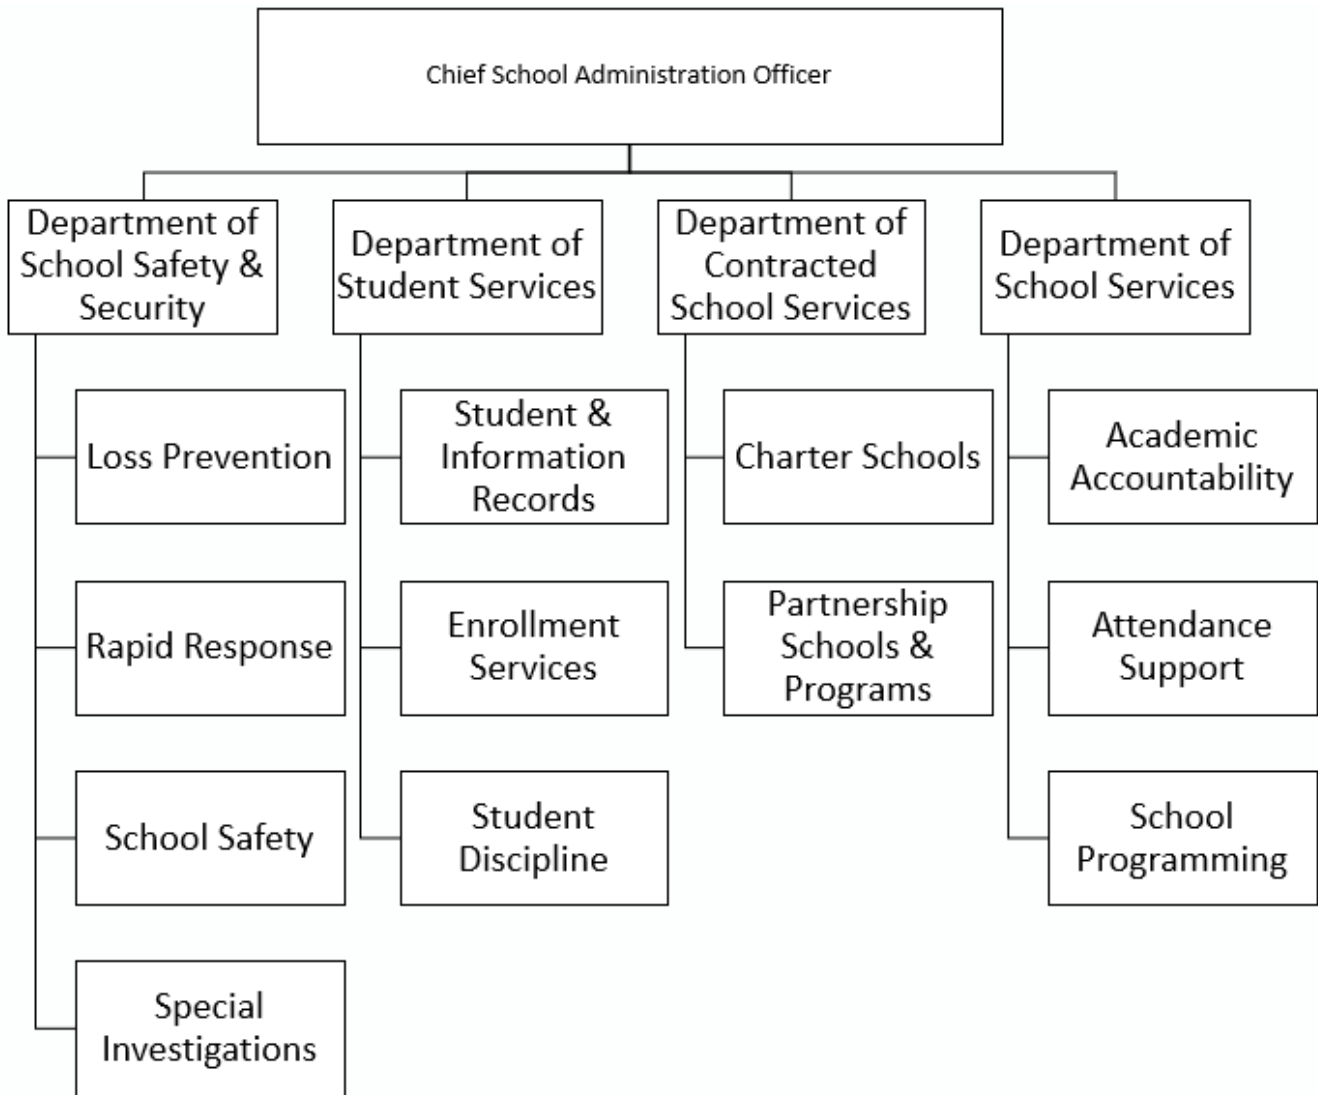 Chief School Administration Officer
Department of
School Safety &
Security
Department of
Student Services
Department of
Contracted
School Services
Department of
School Services
Loss Prevention
Student &
Information
Records
Charter Schools
Academic
Accountability
Rapid Response
Enrollment
Services
Partnership
Schools &
Programs
Attendance
Support
School Safety
Student
Discipline
School
Programming
Special
Investigations